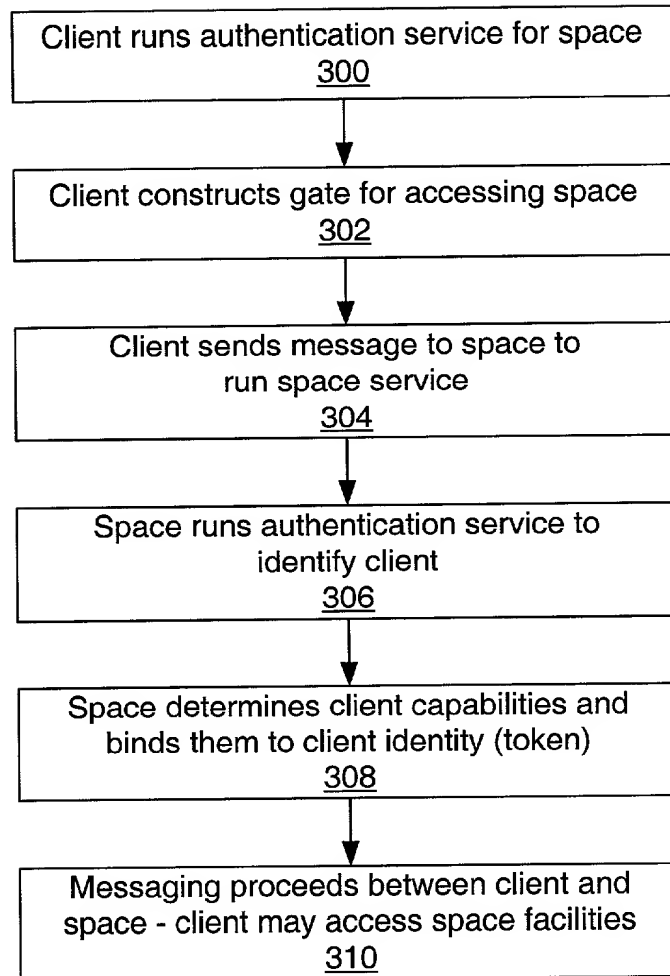 Client runs authentication service for space
300
Client constructs gate for accessing space
302
Client sends message to space to
run space service
304
Space runs authentication service to
identify client
306
Space determines client capabilities and
binds them to client identity (token)
308
Messaging proceeds between client and
space - client may access space facilities
310